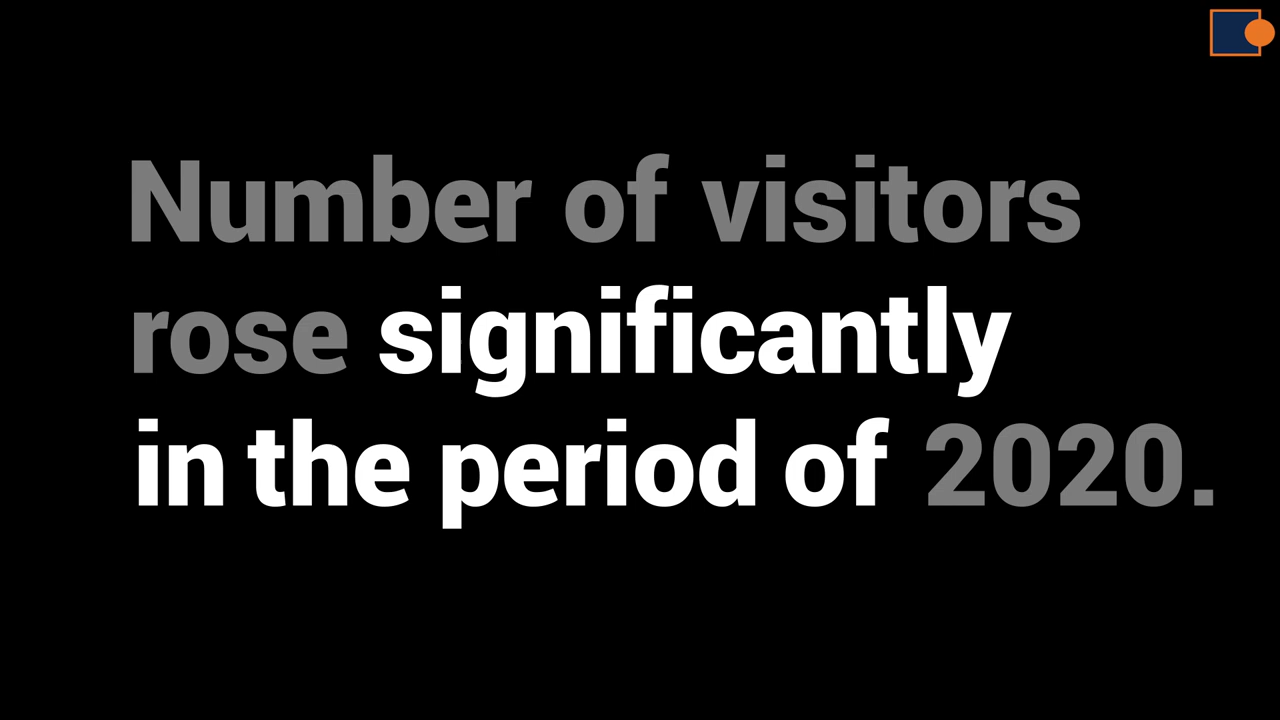 Number of visitors
rose significantly
in the period of 2020.